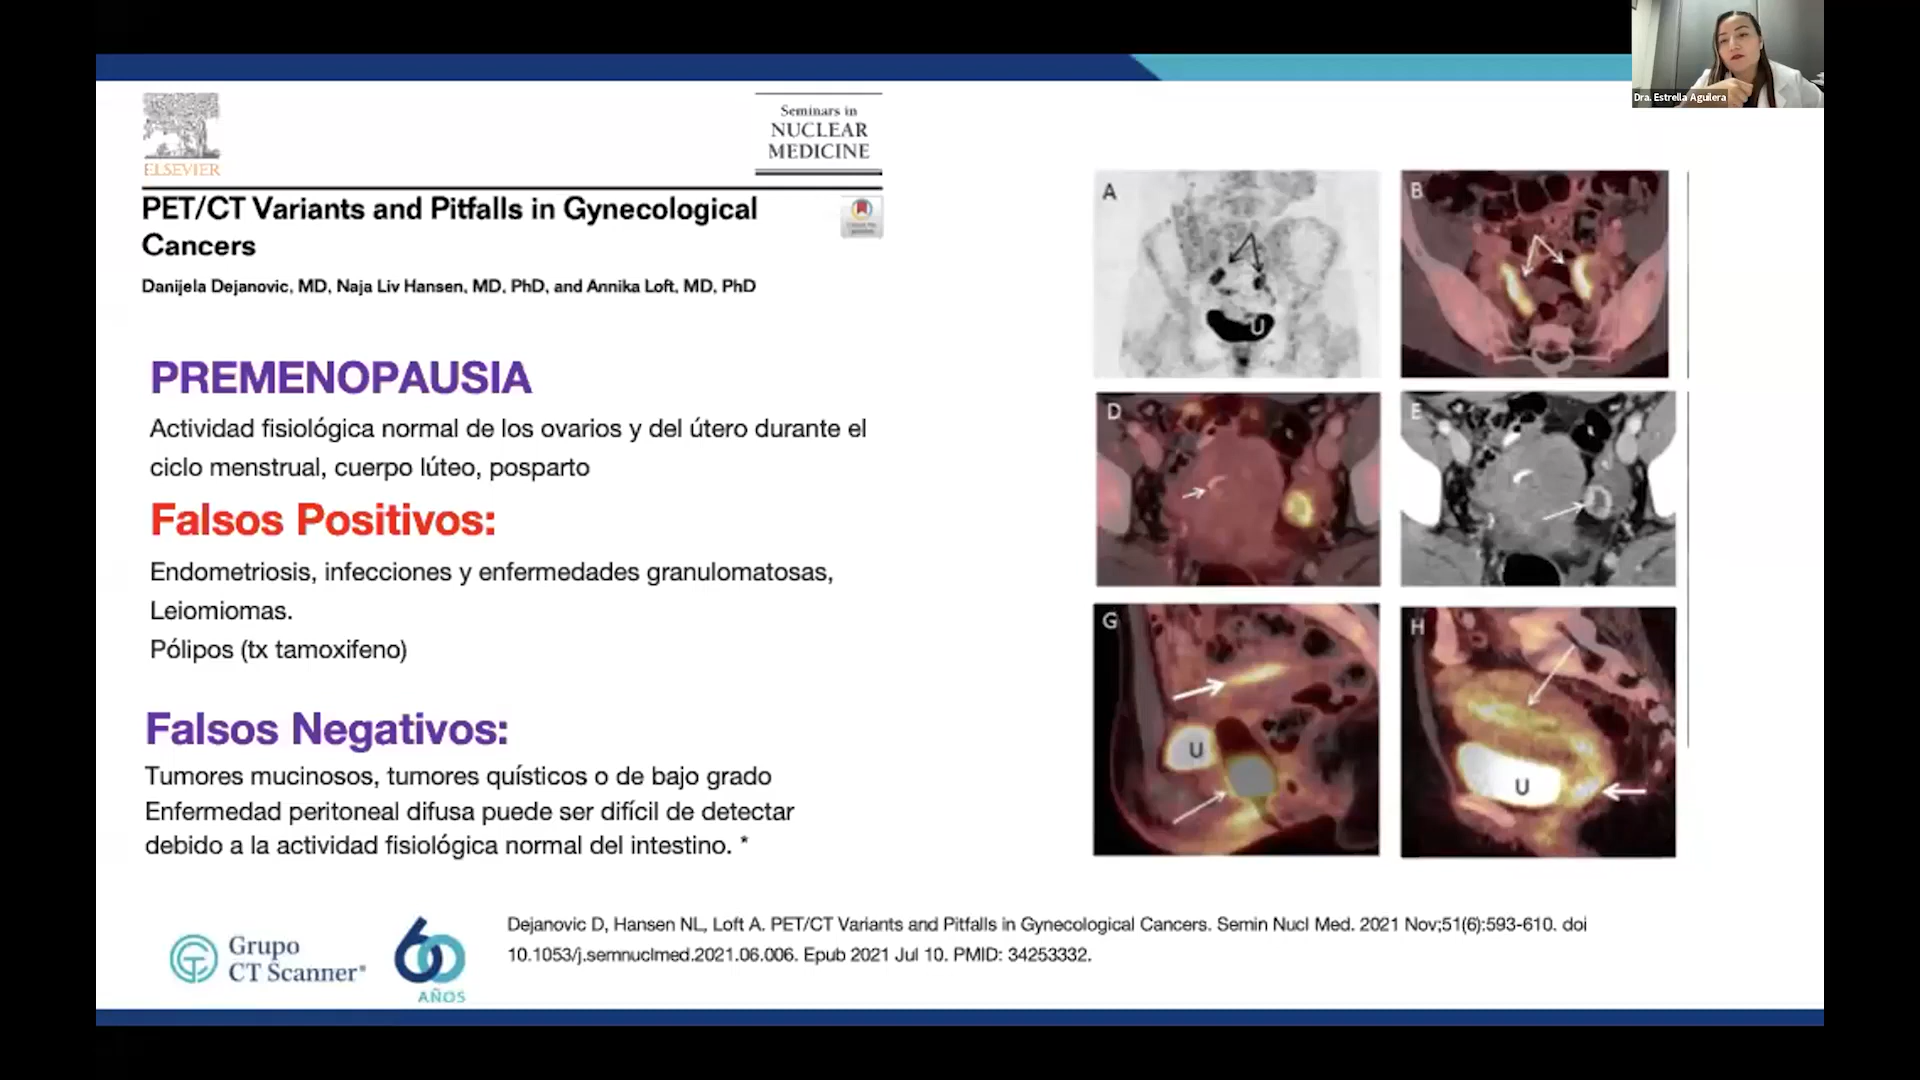 Dra. Estrella Aguilera
ELSEVIER
Seminars in
NUCLEAR
MEDICINE
PET/CT Variants and Pitfalls in Gynecological
Cancers
Danijela Dejanovic, MD, Naja Liv Hansen, MD, PhD, and Annika Loft, MD, PhD
PREMENOPAUSIA
Actividad fisiológica normal de los ovarios y del útero durante el
ciclo menstrual, cuerpo lúteo, posparto
Falsos Positivos:
Endometriosis, infecciones y enfermedades granulomatosas,
Leiomiomas.
Pólipos (tx tamoxifeno)
Falsos Negativos:
Tumores mucinosos, tumores quísticos o de bajo grado
Enfermedad peritoneal difusa puede ser difícil de detectar
debido a la actividad fisiológica normal del intestino. *
A
U
B
D
E
G
U
H
U
Grupo
CT Scanner®
60
AÑOS
Dejanovic D, Hansen NL, Loft A. PET/CT Variants and Pitfalls in Gynecological Cancers. Semin Nucl Med. 2021 Nov;51(6):593-610. doi
10.1053/j.semnuclmed.2021.06.006. Epub 2021 Jul 10. PMID: 34253332.